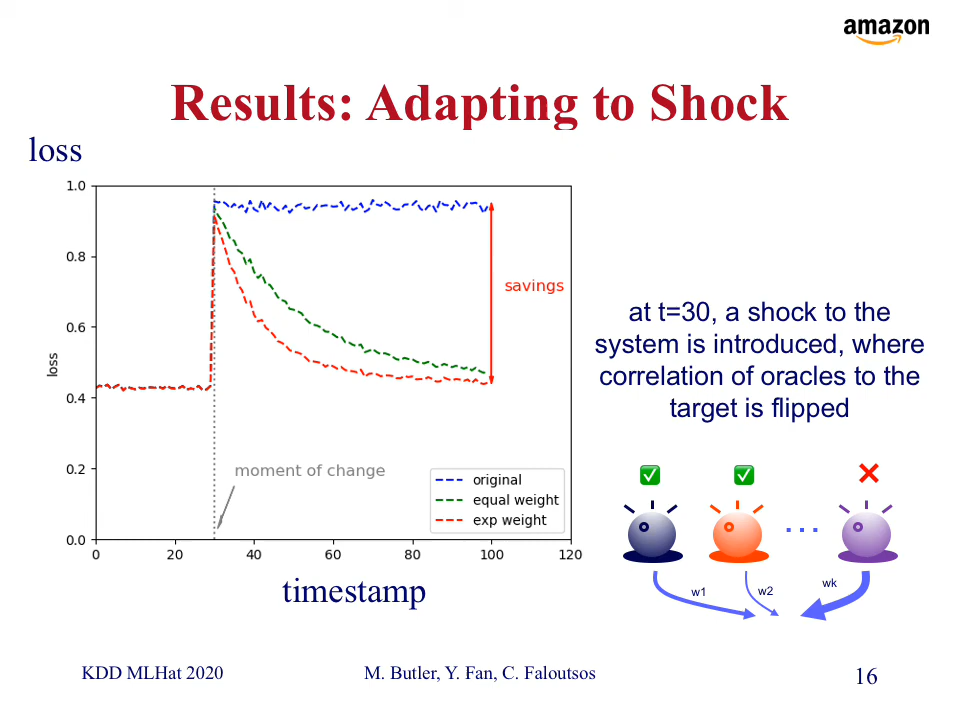 amazon
Results: Adapting to Shock
loss
1.0
0.8
0.6
0.4
0.2
0.0
loss
0
20
40
60
80
100
120
savings
moment of change
original
equal weight
exp weight
timestamp
at t=30, a shock to the
system is introduced, where
correlation of oracles to the
target is flipped
...
w1
w2
wk
KDD MLHat 2020
M. Butler, Y. Fan, C. Faloutsos
16